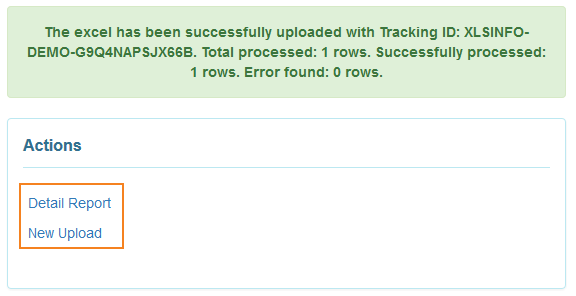 The excel has been successfully uploaded with Tracking ID: XLSINFO-
DEMO-G9Q4NAPSJX66B. Total processed: 1 rows. Successfully processed:
1 rows. Error found: 0 rows.
Actions
Detail Report
New Upload